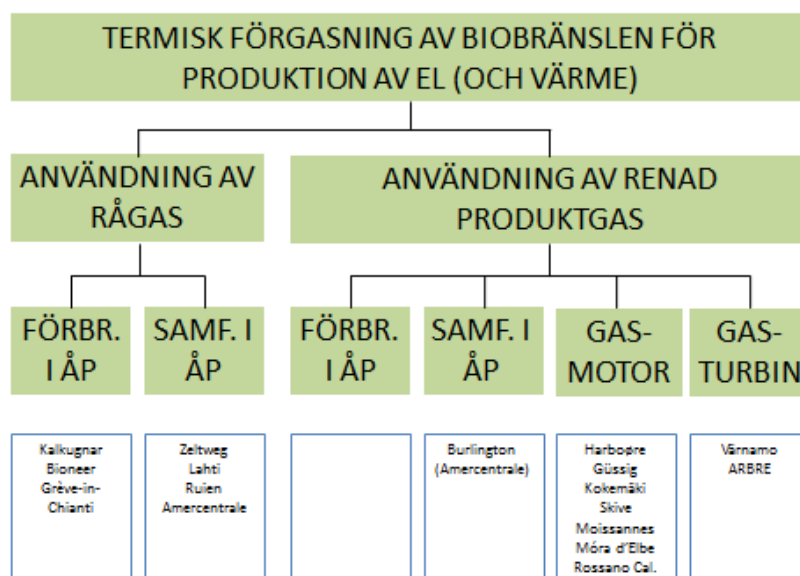 TERMISK FÖRGASNING AV BIOBRÄNSLEN FÖR
PRODUKTION AV EL (OCH VÄRME)
ANVÄNDNING AV
RÅGAS
ANVÄNDNING AV RENAD
PRODUKTGAS
FÖRBR.
I ÅP
SAMF. I
ÅP
FÖRBR.
I ÅP
SAMF. I
ÅP
GAS-
MOTOR
GAS-
TURBIN
Kalkugnar
Bioneer
Grève-in-
Chianti
Zeltweg
Lahti
Ruien
Amercentrale
Burlington
(Amercentrale)
Harboøre
Güssig
Kokemäki
Skive
Moissannes
Móra d'Elbe
Rossano Cal.
Värnamo
ARBRE